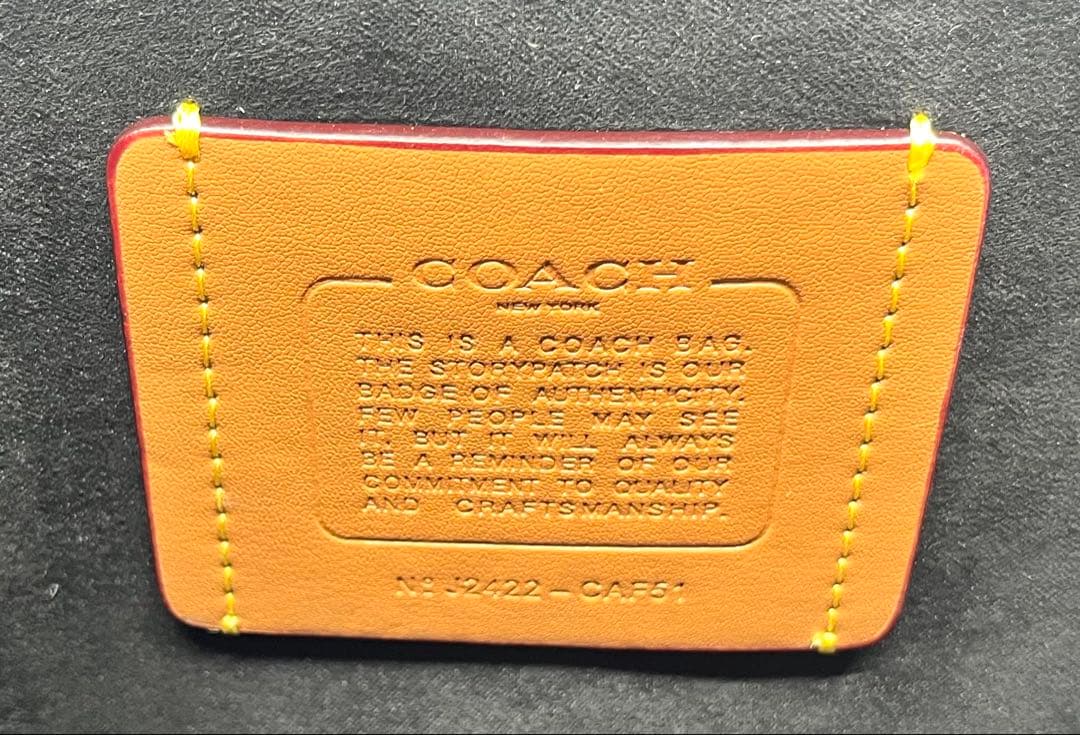 COACH
NEW YORK
THIS IS A COACH BAG.
THE STORYPATCH IS OUR
BADGE OF AUTHENTICITY.
FEW PEOPLE MAY SEE
IT, BUT IT WILL ALWAYS
BE A REMINDER OF OUR
COMMITMENT TO QUALITY
AND CRAFTSMANSHIP.
Nº J2422-CAF51